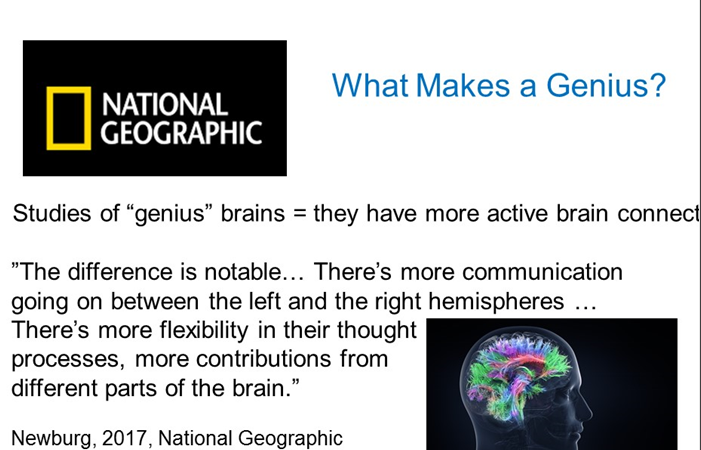 NATIONAL
GEOGRAPHIC
What Makes a Genius?
Studies of “genius” brains = they have more active brain connect
”The difference is notable… There’s more communication
going on between the left and the right hemispheres …
There’s more flexibility in their thought
processes, more contributions from
different parts of the brain.”
Newburg, 2017, National Geographic